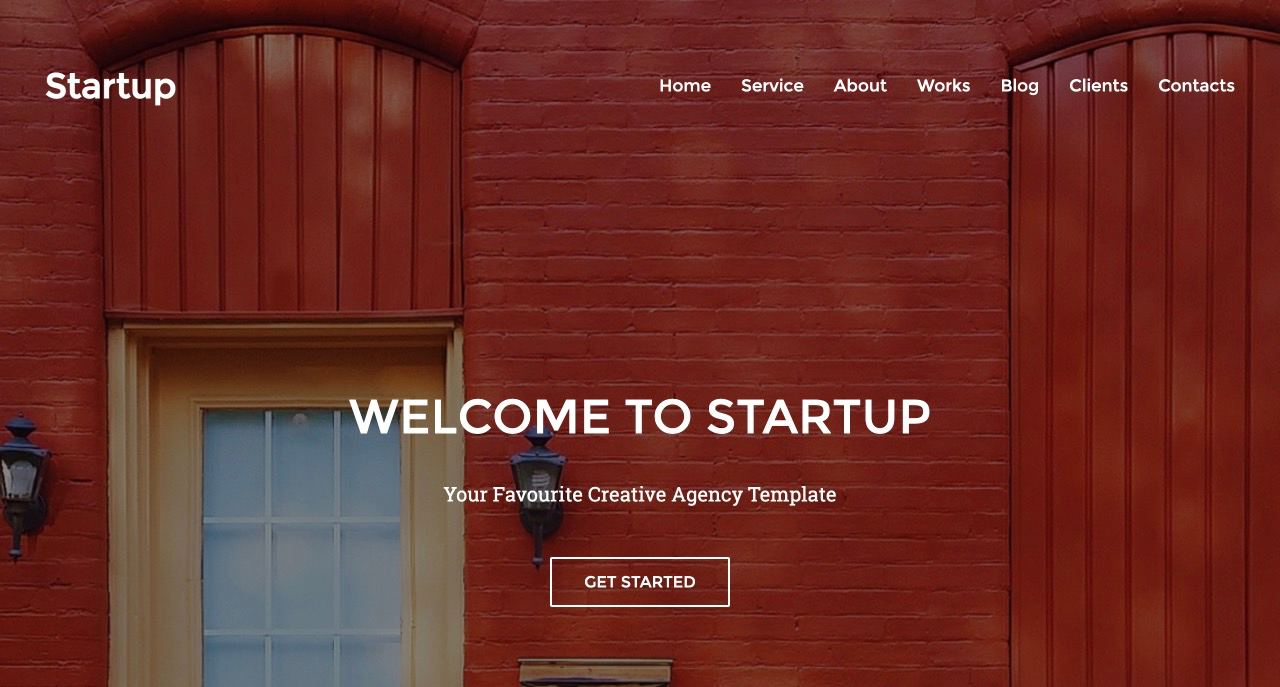 Startup
Home Service About Works Blog Clients Contacts
WELCOME TO STARTUP
Your Favourite Creative Agency Template
GET STARTED